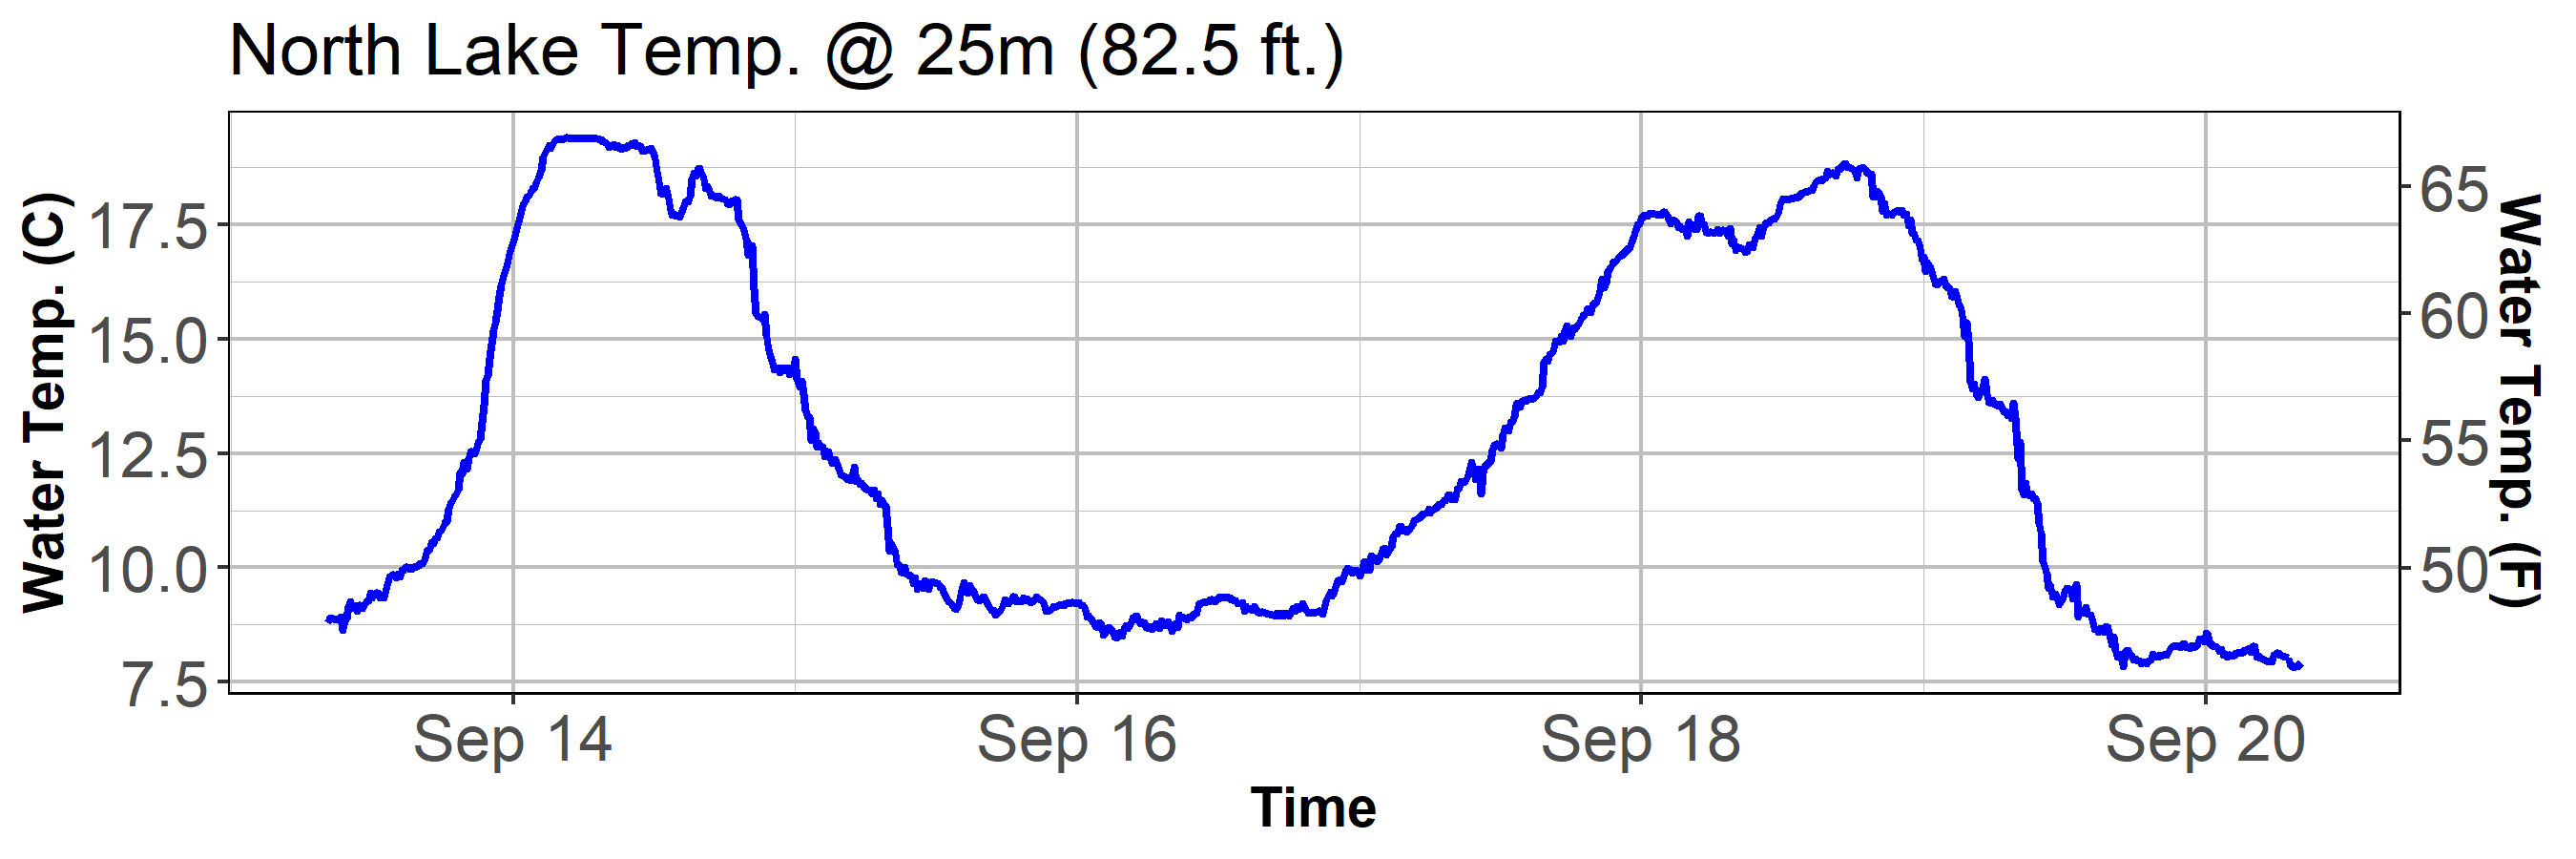 North Lake Temp. @ 25m (82.5 ft.)
Water Temp. (C)
17.5
15.0
12.5
10.0
7.5
65
60
55
50
Water Temp. (F)
Sep 14
Sep 16
Sep 18
Sep 20
Time